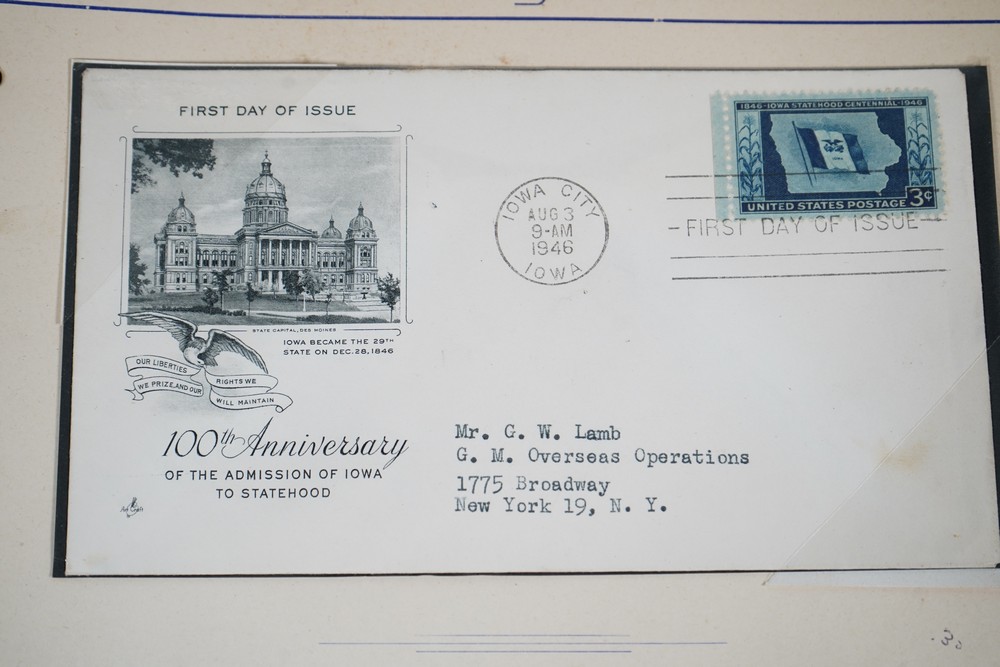 FIRST DAY OF ISSUE
STATE CAPITAL, DES MOINES
IOWA BECAME THE 29TH
STATE ON DEC. 28, 1846
OUR LIBERTIES
WE PRIZE, AND OUR
RIGHTS WE
WILL MAINTAIN
100th Anniversary
OF THE ADMISSION OF IOWA
TO STATEHOOD
Art Craft
IOWA CITY
AUG 3
9-AM
1946
IOWA
1846-IOWA STATEHOOD CENTENNIAL-1946
UNITED STATES POSTAGE 3¢
-FIRST DAY OF ISSUE-
Mr. G. W. Lamb
G. M. Overseas Operations
1775 Broadway
New York 19, N. Y.